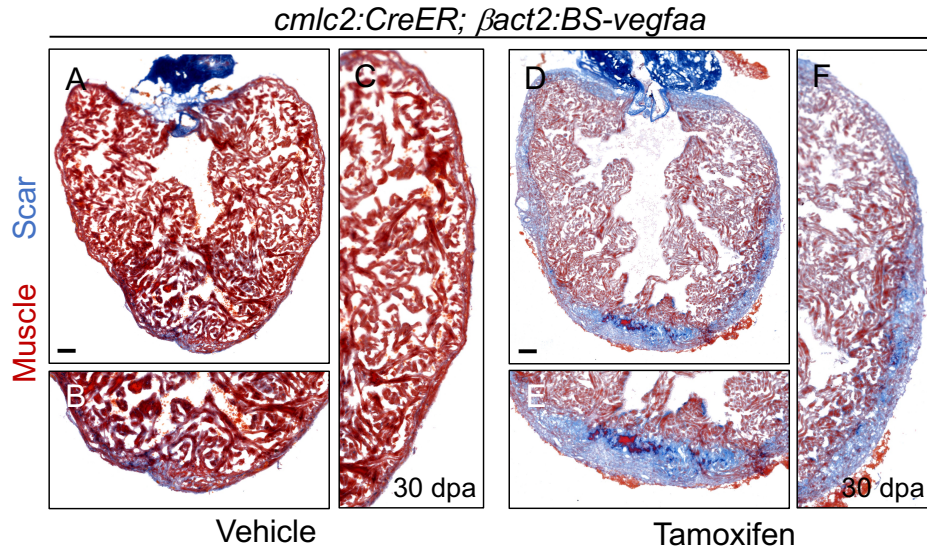 cmlc2:CreER; βact2:BS-vegfaa
A
C
D
F
Muscle Scar
B
E
30 dpa
30 dpa
Vehicle
Tamoxifen